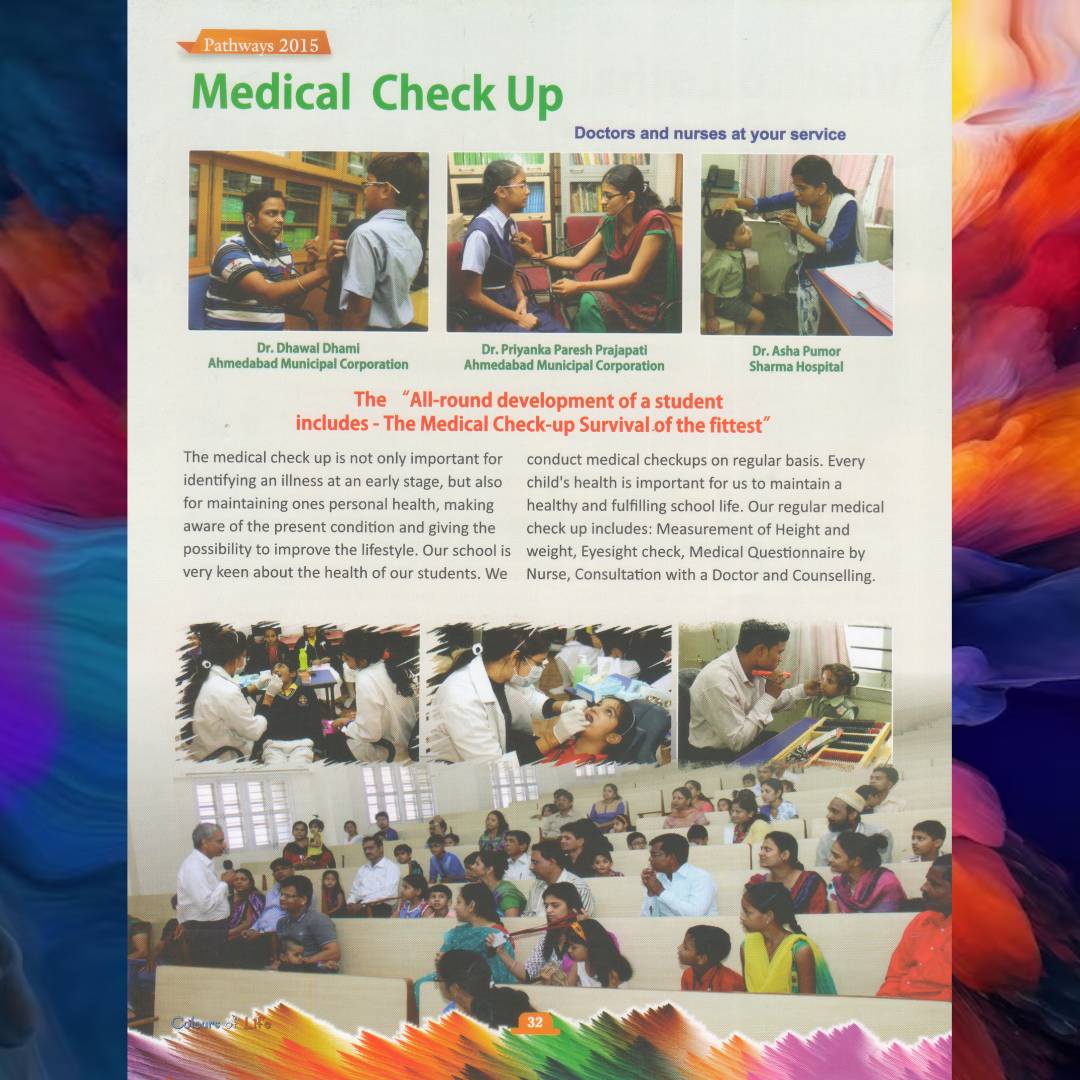 Pathways 2015
Medical Check Up
Doctors and nurses at your service
Dr. Dhawal Dhami
Ahmedabad Municipal Corporation
Dr. Priyanka Paresh Prajapati
Ahmedabad Municipal Corporation
Dr. Asha Pumor
Sharma Hospital
The “All-round development of a student
includes - The Medical Check-up Survival of the fittest”
The medical check up is not only important for
identifying an illness at an early stage, but also
for maintaining ones personal health, making
aware of the present condition and giving the
possibility to improve the lifestyle. Our school is
very keen about the health of our students. We
conduct medical checkups on regular basis. Every
child's health is important for us to maintain a
healthy and fulfilling school life. Our regular medical
check up includes: Measurement of Height and
weight, Eyesight check, Medical Questionnaire by
Nurse, Consultation with a Doctor and Counselling.
Colours of Life
32